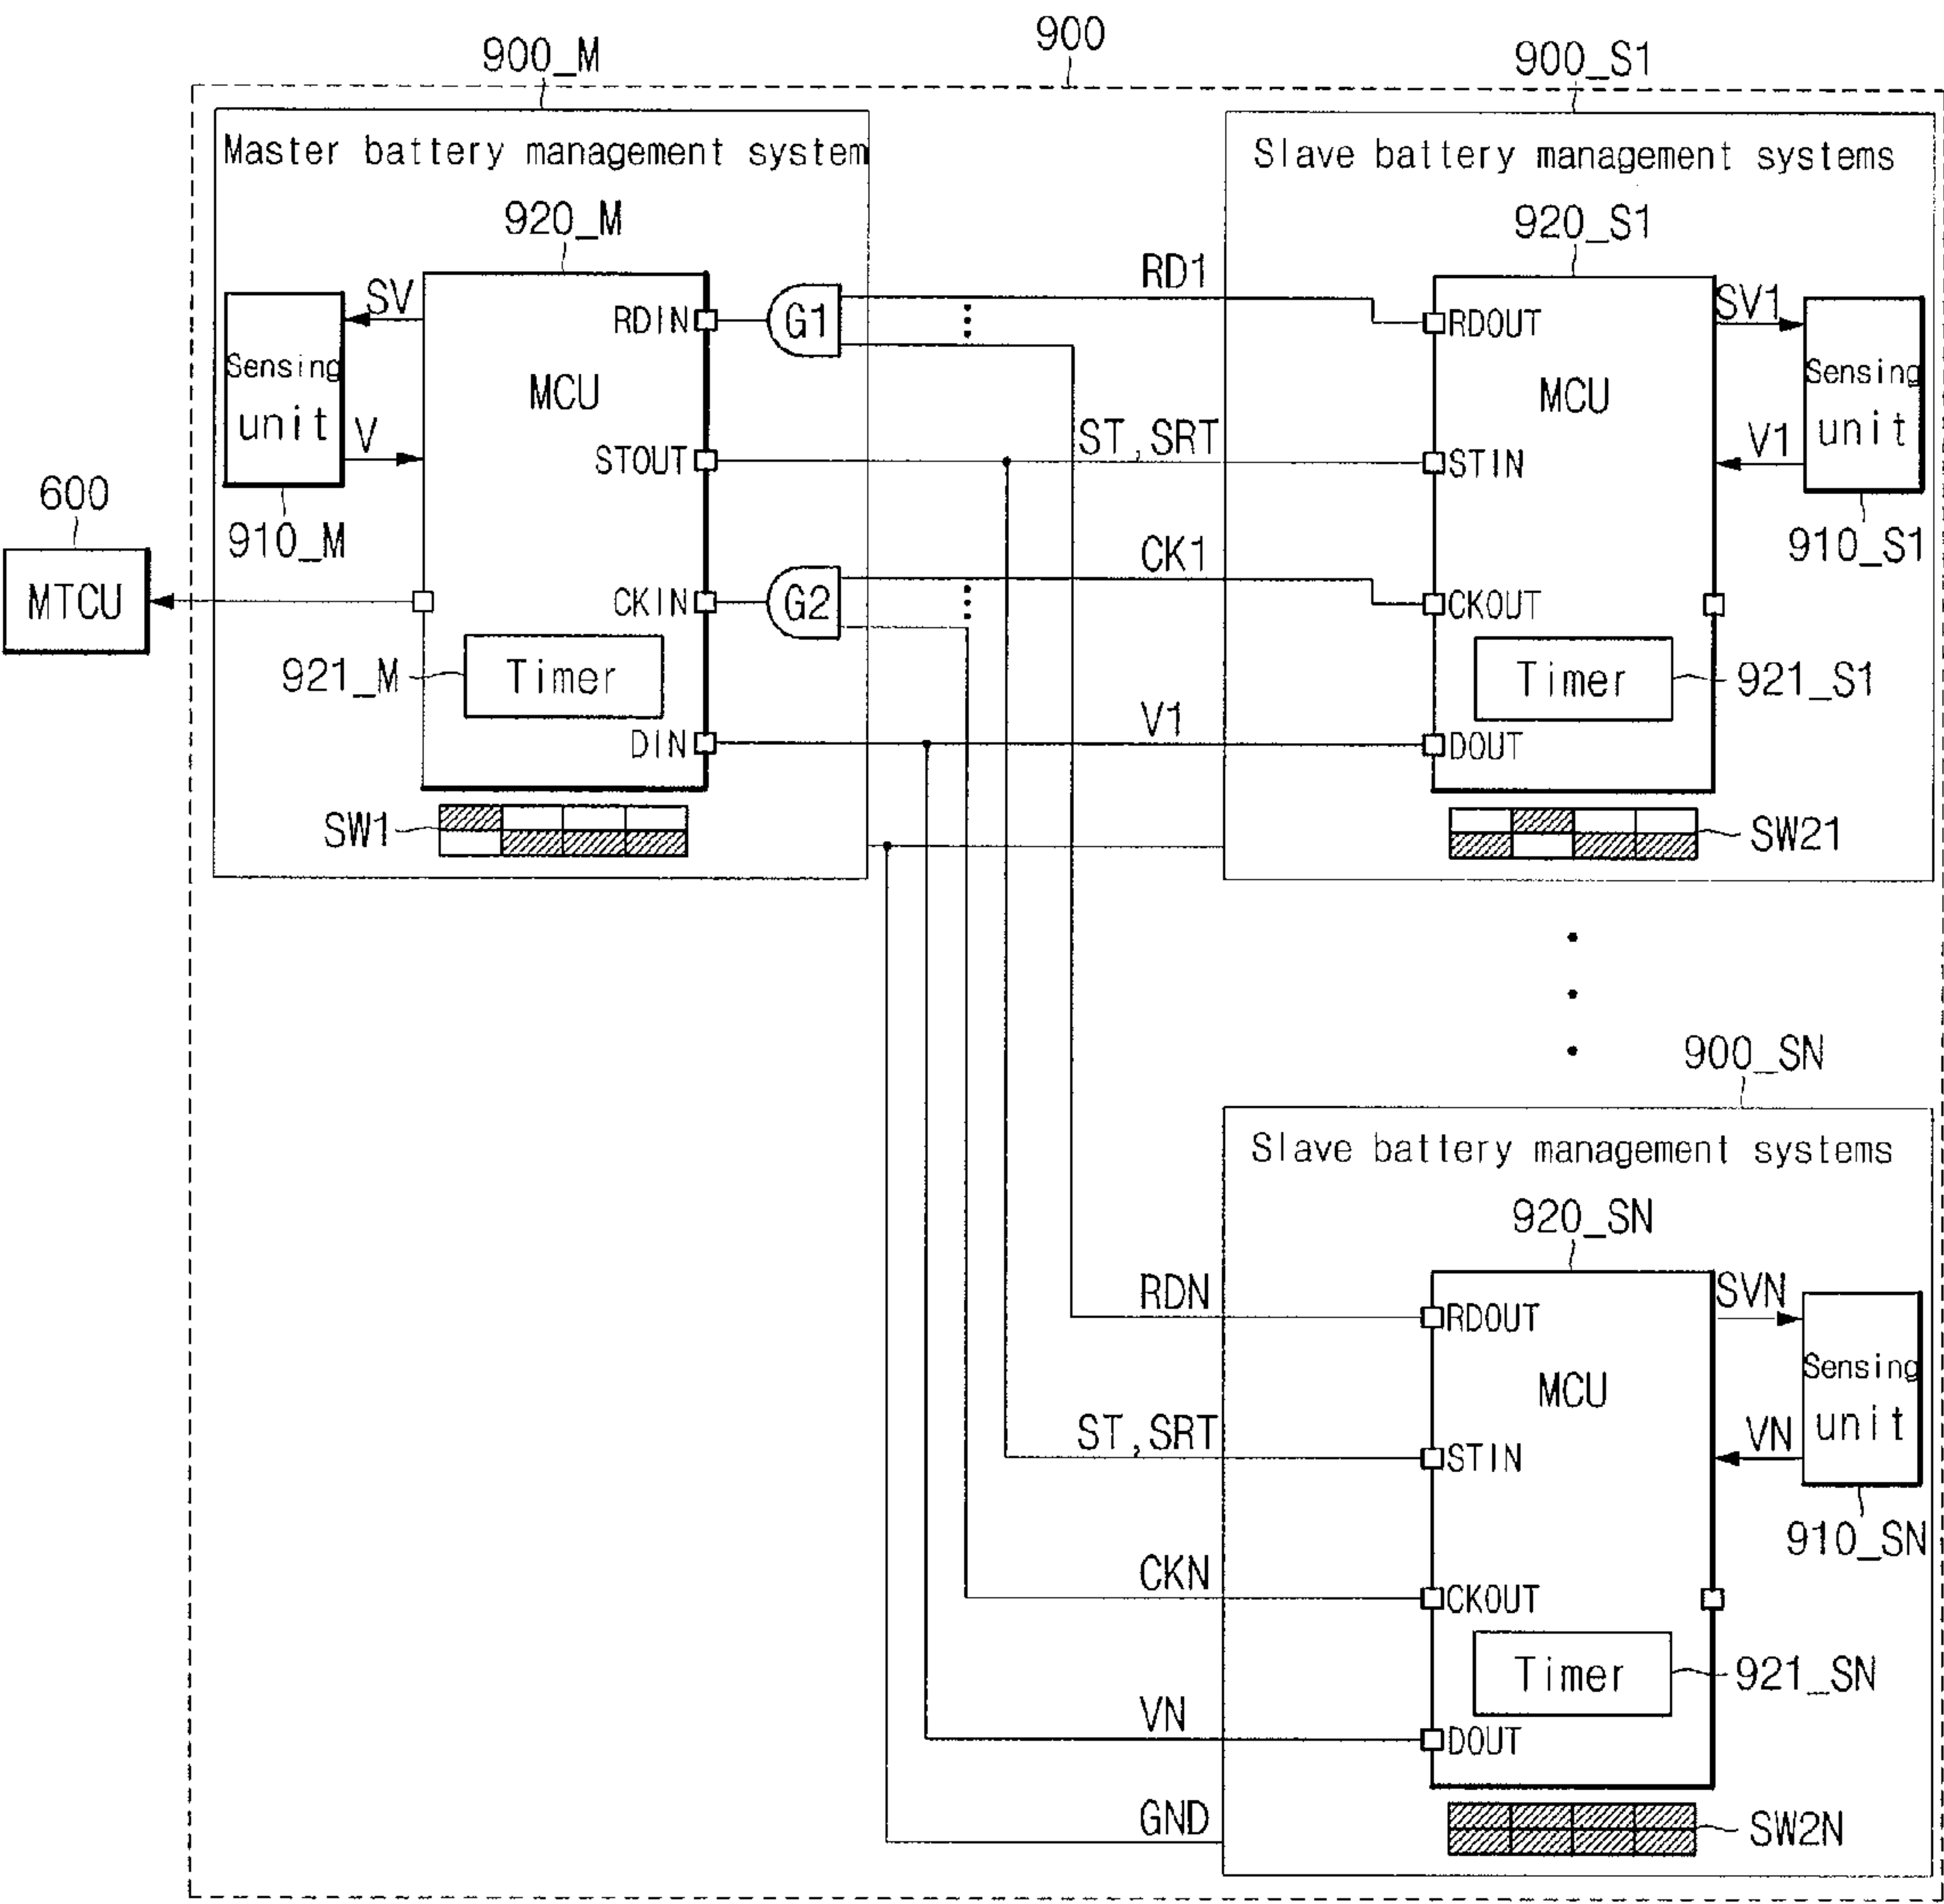 900
900_M
900_S1
Master battery management system
Slave battery management systems
920_M
920_S1
RD1
SV
RDIN
G1
RDOUT
SV1
Sensing
unit
MCU
MCU
Sensing
unit
V
STOUT
ST,SRT
STIN
V1
600
910_M
CK1
910_S1
MTCU
CKIN
G2
CKOUT
921_M
Timer
Timer
921_S1
DIN
V1
DOUT
SW1
SW21
900_SN
Slave battery management systems
920_SN
RDN
RDOUT
SVN
MCU
Sensing
unit
ST,SRT
STIN
VN
910_SN
CKN
CKOUT
Timer
921_SN
VN
DOUT
GND
SW2N